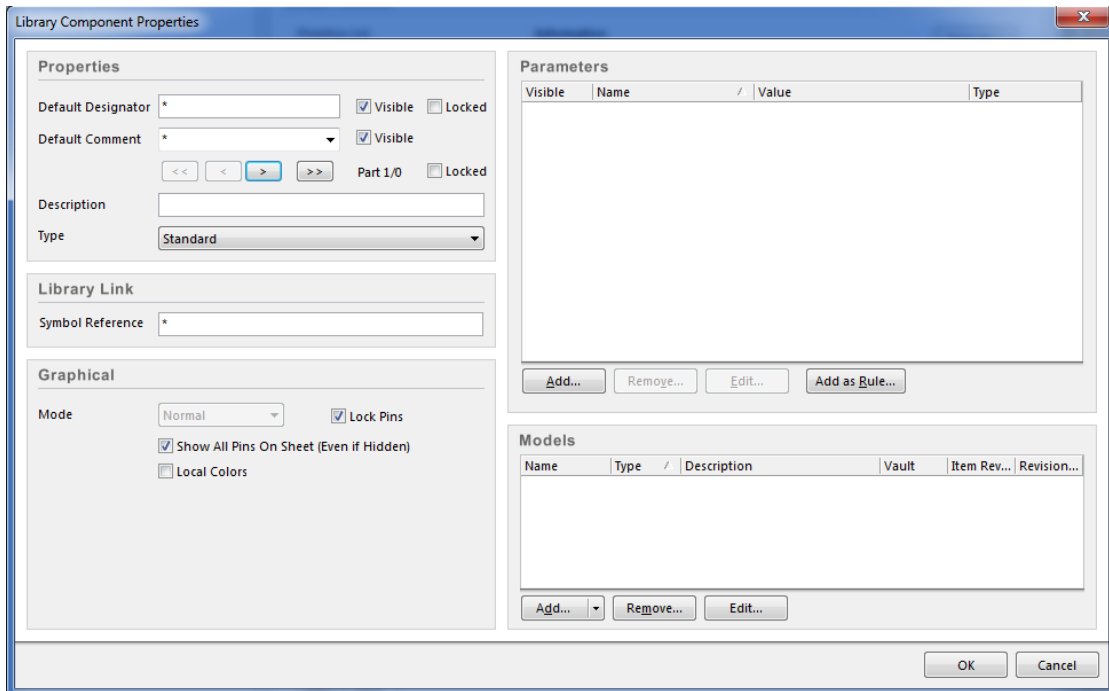 Library Component Properties
Properties
Default Designator * Visible Locked
Default Comment * Visible
<< < > >> Part 1/0 Locked
Description
Type Standard
Library Link
Symbol Reference *
Graphical
Mode Normal Lock Pins
Show All Pins On Sheet (Even if Hidden)
Local Colors
Parameters
Visible Name Value Type
Add... Remove... Edit... Add as Rule...
Models
Name Type Description Vault Item Rev... Revision...
Add... Remove... Edit...
OK Cancel